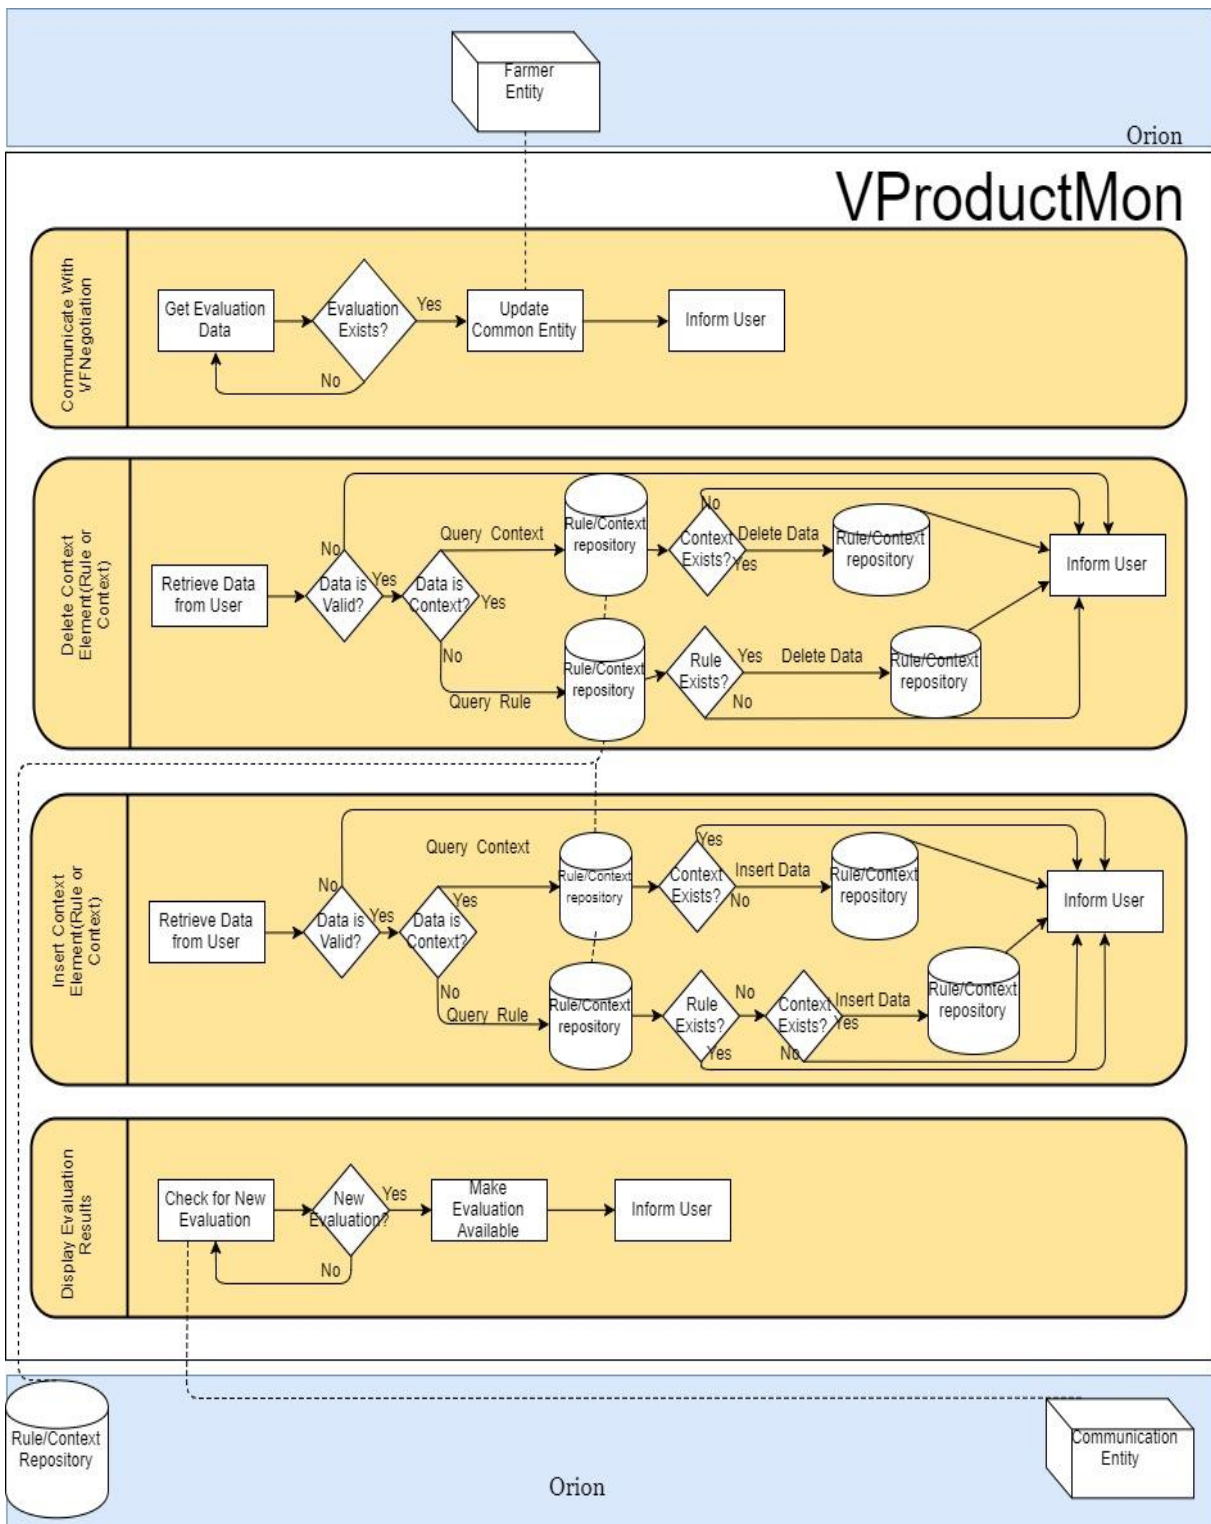 Farmer
Entity
Orion
VProductMon
Communicate With
VFNegotiation
Get Evaluation
Data
Evaluation
Exists?
Yes
No
Update
Common Entity
Inform User
Delete Context
Element(Rule or
Context)
Retrieve Data
from User
No
Data is
Valid?
Yes
Data is
Context?
Yes
No
Query Context
Query Rule
Rule/Context
repository
Rule/Context
repository
No
Context
Exists?
Delete Data
Yes
Rule/Context
repository
Rule
Exists?
Yes
Delete Data
No
Rule/Context
repository
Inform User
Insert Context
Element(Rule or
Context)
Retrieve Data
from User
No
Data is
Valid?
Yes
Data is
Context?
Yes
No
Query Context
Query Rule
Rule/Context
repository
Rule/Context
repository
Yes
Context
Exists?
Insert Data
No
Rule/Context
repository
Rule
Exists?
No
Yes
Context
Exists?
Insert Data
Yes
No
Rule/Context
repository
Inform User
Display Evaluation
Results
Check for New
Evaluation
New
Evaluation?
Yes
No
Make
Evaluation
Available
Inform User
Rule/Context
Repository
Orion
Communication
Entity